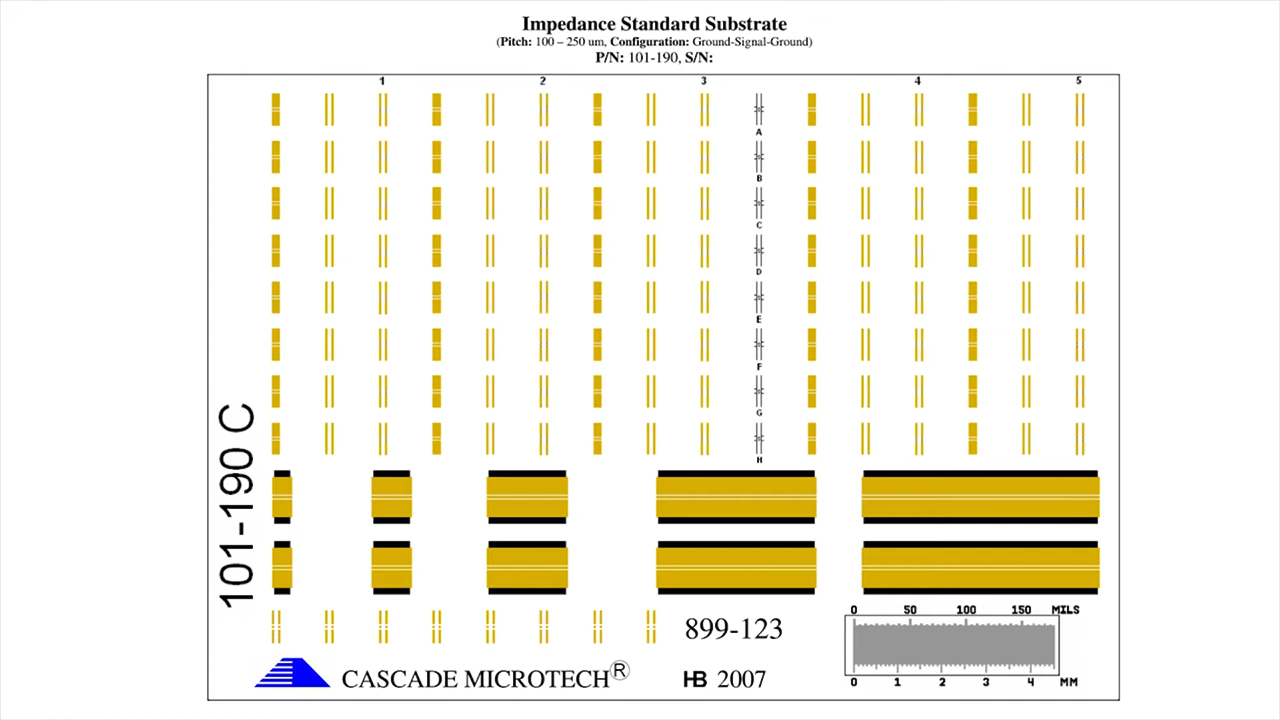 Impedance Standard Substrate
(Pitch: 100 – 250 um, Configuration: Ground-Signal-Ground)
P/N: 101-190, S/N:
1 2 3 4 5
A
B
C
D
E
F
G
H
101-190 C
899-123
0 50 100 150 MILS
0 1 2 3 4 MM
CASCADE MICROTECH®
HB 2007